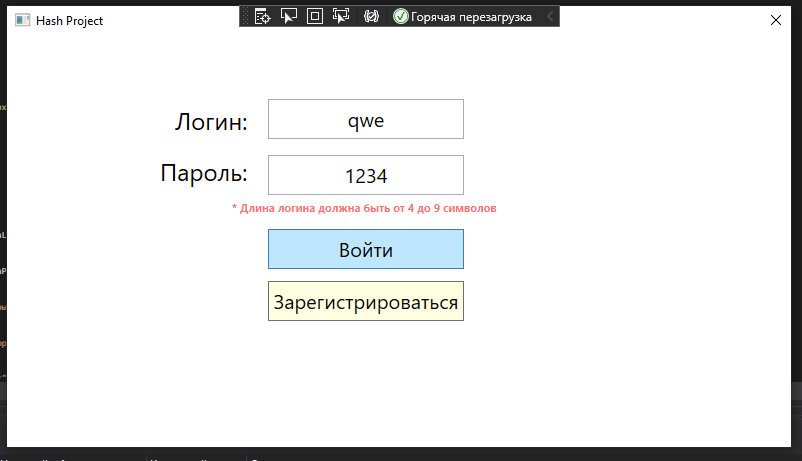 Hash Project
Горячая перезагрузка
Логин:
qwe
Пароль:
1234
* Длина логина должна быть от 4 до 9 символов
Войти
Зарегистрироваться